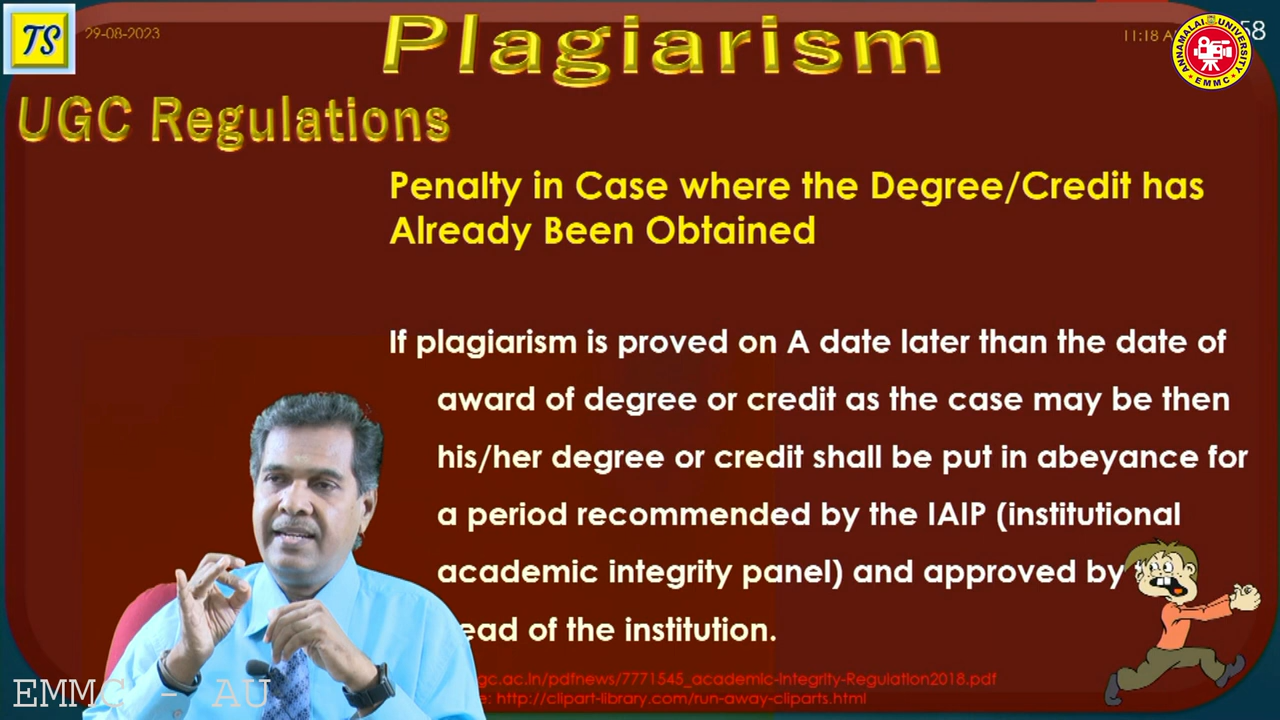 TS
29-08-2023
Plagiarism
11:18 A
58
ANNAMALAI UNIVERSITY
EMMC
UGC Regulations
Penalty in Case where the Degree/Credit has
Already Been Obtained
If plagiarism is proved on A date later than the date of
award of degree or credit as the case may be then
his/her degree or credit shall be put in abeyance for
a period recommended by the IAIP (institutional
academic integrity panel) and approved by
ead of the institution.
gc.ac.in/pdfnews/7771545_academic-Integrity-Regulation2018.pdf
e: http://clipart-library.com/run-away-cliparts.html
EMMC - AU